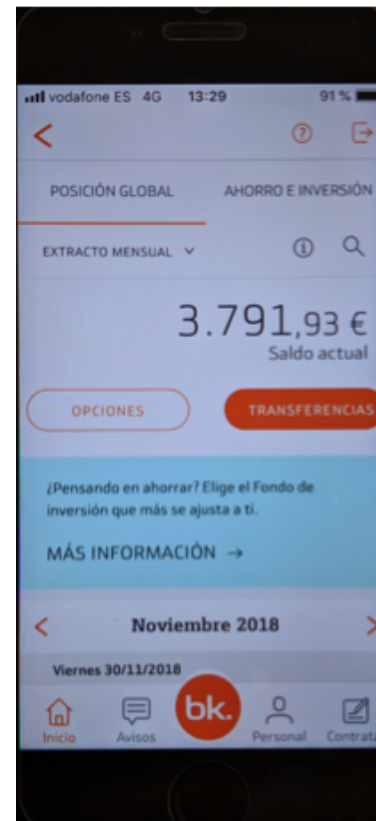 vodafone ES 4G 13:29 91 %
POSICIÓN GLOBAL AHORRO E INVERSIÓN
EXTRACTO MENSUAL
3.791,93 €
Saldo actual
OPCIONES TRANSFERENCIAS
¿Pensando en ahorrar? Elige el Fondo de
inversión que más se ajusta a ti.
MÁS INFORMACIÓN →
Noviembre 2018
Viernes 30/11/2018
bk.
Inicio Avisos Personal Contrata